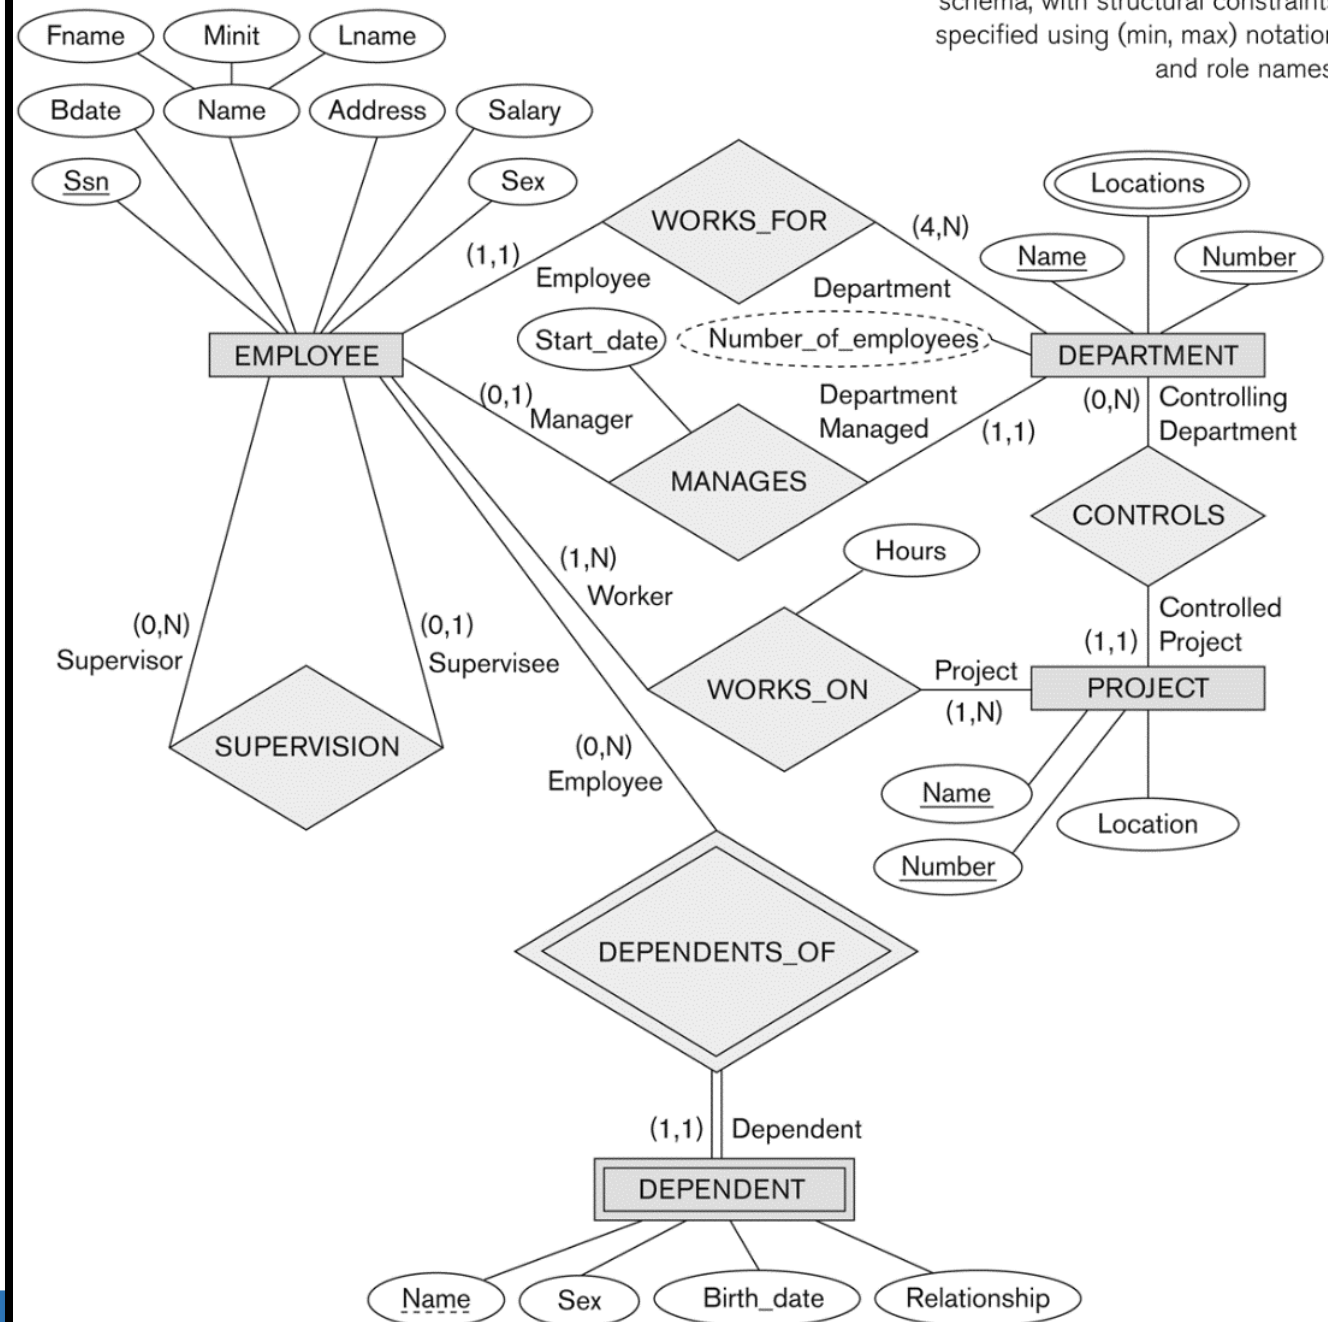 schema, with structural constraints
specified using (min, max) notation
and role names.
Fname
Minit
Lname
Bdate
Name
Address
Salary
Ssn
Sex
WORKS_FOR
Locations
(1,1)
Employee
(4,N)
Department
Name
Number
Start_date
Number_of_employees
EMPLOYEE
DEPARTMENT
(0,1)
Manager
Department
Managed
(1,1)
(0,N)
Controlling
Department
MANAGES
CONTROLS
Hours
(1,N)
Worker
Controlled
Project
(1,1)
(0,N)
Supervisor
(0,1)
Supervisee
WORKS_ON
Project
(1,N)
PROJECT
SUPERVISION
(0,N)
Employee
Name
Number
Location
DEPENDENTS_OF
(1,1)
Dependent
DEPENDENT
Name
Sex
Birth_date
Relationship